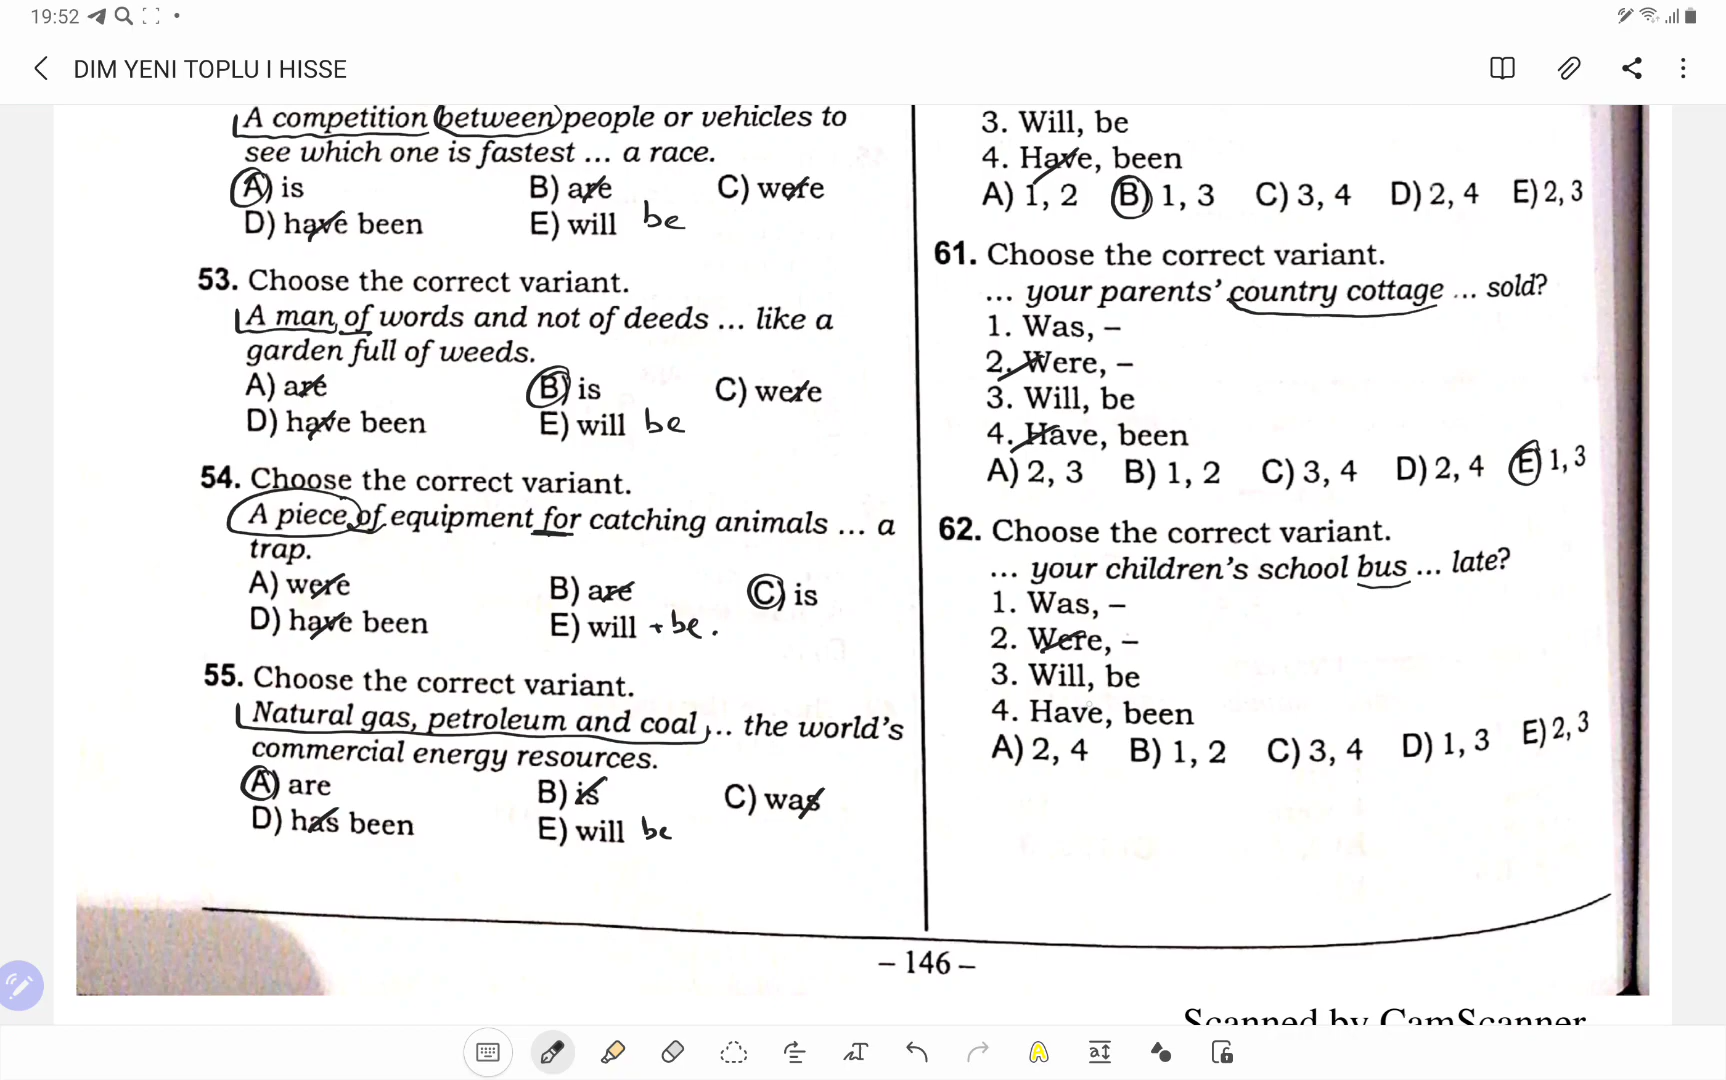 19:52
DIM YENI TOPLU I HISSE
A competition between people or vehicles to
see which one is fastest ... a race.
A) is B) are C) were
D) have been E) will be
53. Choose the correct variant.
A man of words and not of deeds ... like a
garden full of weeds.
A) are B) is C) were
D) have been E) will be
54. Choose the correct variant.
A piece of equipment for catching animals ... a
trap.
A) were B) are C) is
D) have been E) will + be.
55. Choose the correct variant.
Natural gas, petroleum and coal ... the world's
commercial energy resources.
A) are B) is C) was
D) has been E) will be
3. Will, be
4. Have, been
A) 1, 2 B) 1, 3 C) 3, 4 D) 2, 4 E) 2, 3
61. Choose the correct variant.
... your parents' country cottage ... sold?
1. Was, –
2. Were, –
3. Will, be
4. Have, been
A) 2, 3 B) 1, 2 C) 3, 4 D) 2, 4 E) 1, 3
62. Choose the correct variant.
... your children's school bus ... late?
1. Was, –
2. Were, –
3. Will, be
4. Have, been
A) 2, 4 B) 1, 2 C) 3, 4 D) 1, 3 E) 2, 3
– 146 –
Scanned by CamScanner